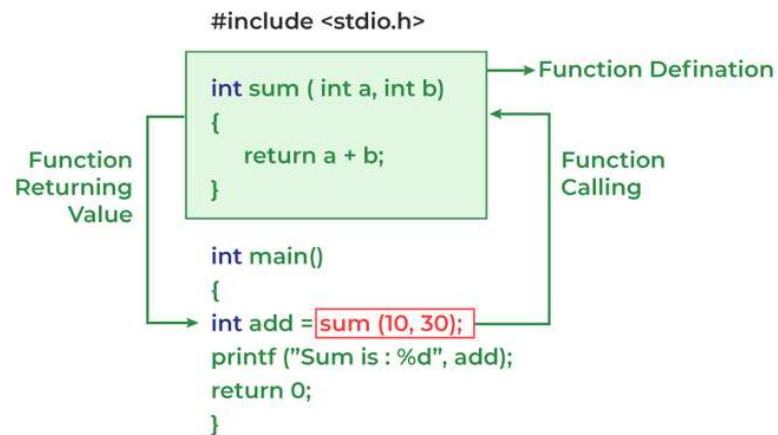 #include <stdio.h>
int sum ( int a, int b)
{
return a + b;
}
Function Defination
Function
Returning
Value
Function
Calling
int main()
{
int add = sum (10, 30);
printf (”Sum is : %d”, add);
return 0;
}